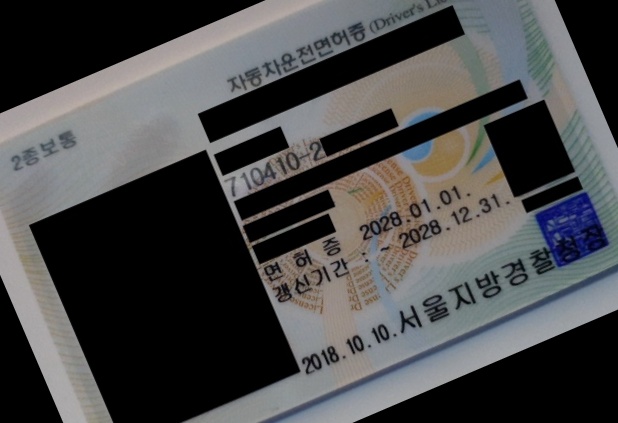 자동차운전면허증 (Driver's
2종보통
710410-2
면 허 증 2028.01.01.
갱신기간 : ~ 2028.12.31.
2018.10.10. 서울지방경찰청장